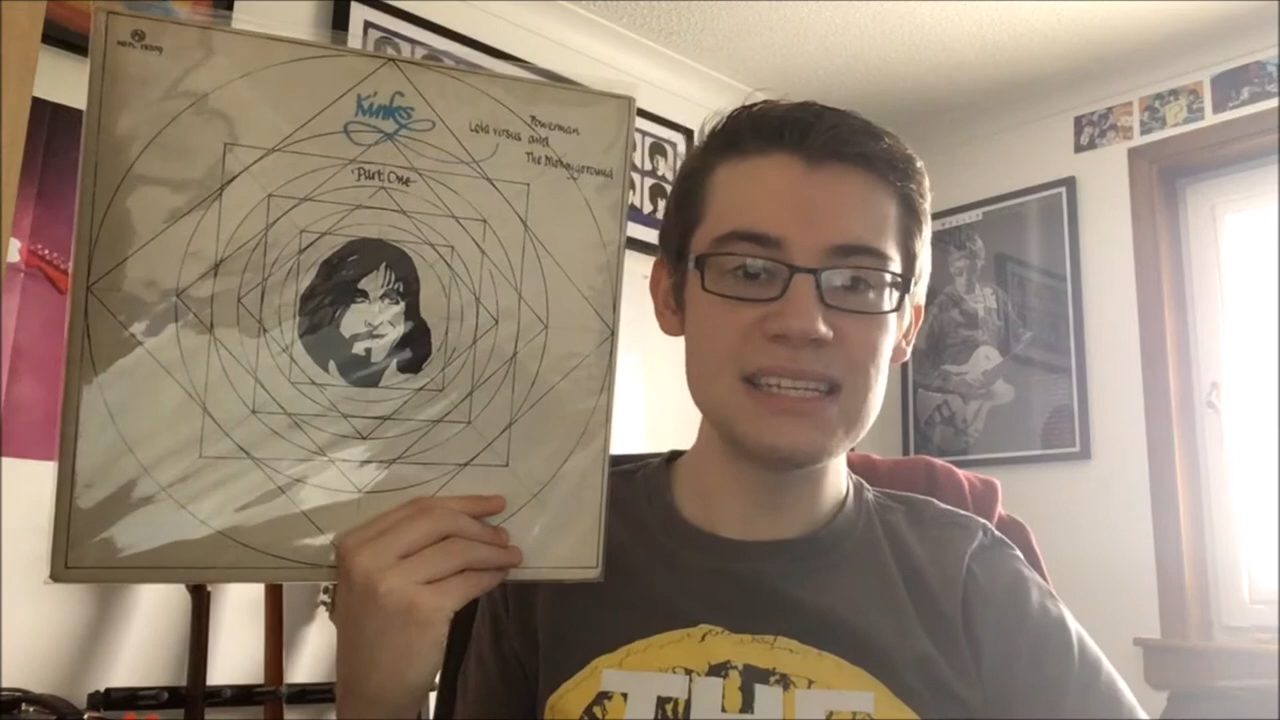 Kinks
Lola versus
Powerman
and
The Moneygoround
Part One
THE